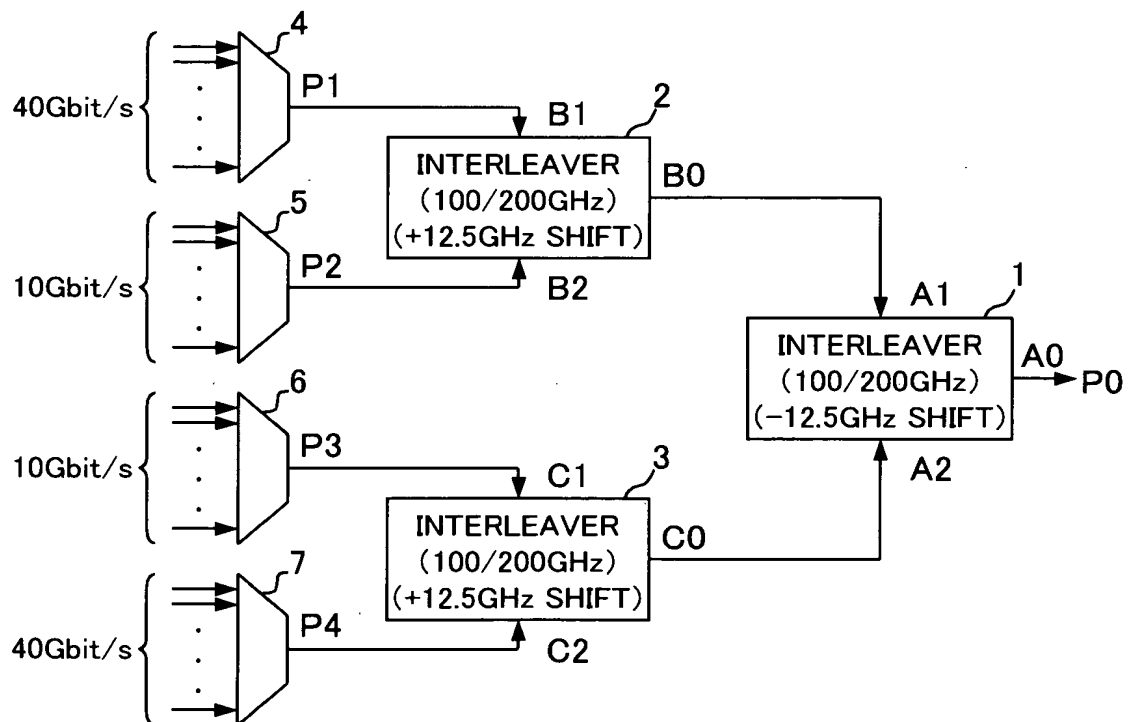 4
40Gbit/s
P1
B1
2
INTERLEAVER
(100/200GHz)
(+12.5GHz SHIFT)
B0
5
10Gbit/s
P2
B2
A1
1
INTERLEAVER
(100/200GHz)
(−12.5GHz SHIFT)
A0
P0
6
10Gbit/s
P3
C1
3
A2
INTERLEAVER
(100/200GHz)
(+12.5GHz SHIFT)
C0
7
40Gbit/s
P4
C2